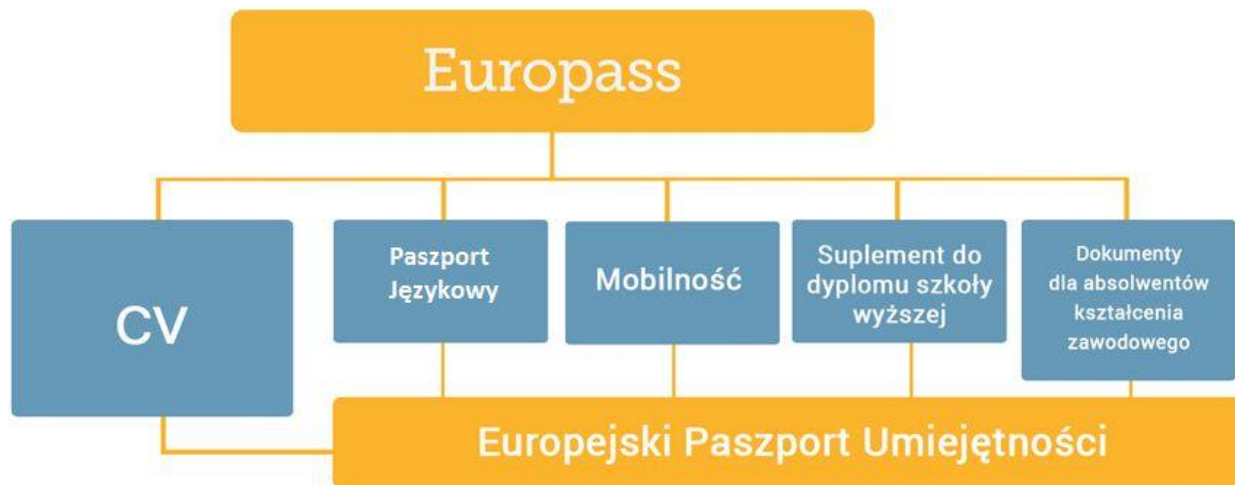 Europass
CV
Paszport
Językowy
Mobilność
Suplement do
dyplomu szkoły
wyższej
Dokumenty
dla absolwentów
kształcenia
zawodowego
Europejski Paszport Umiejętności